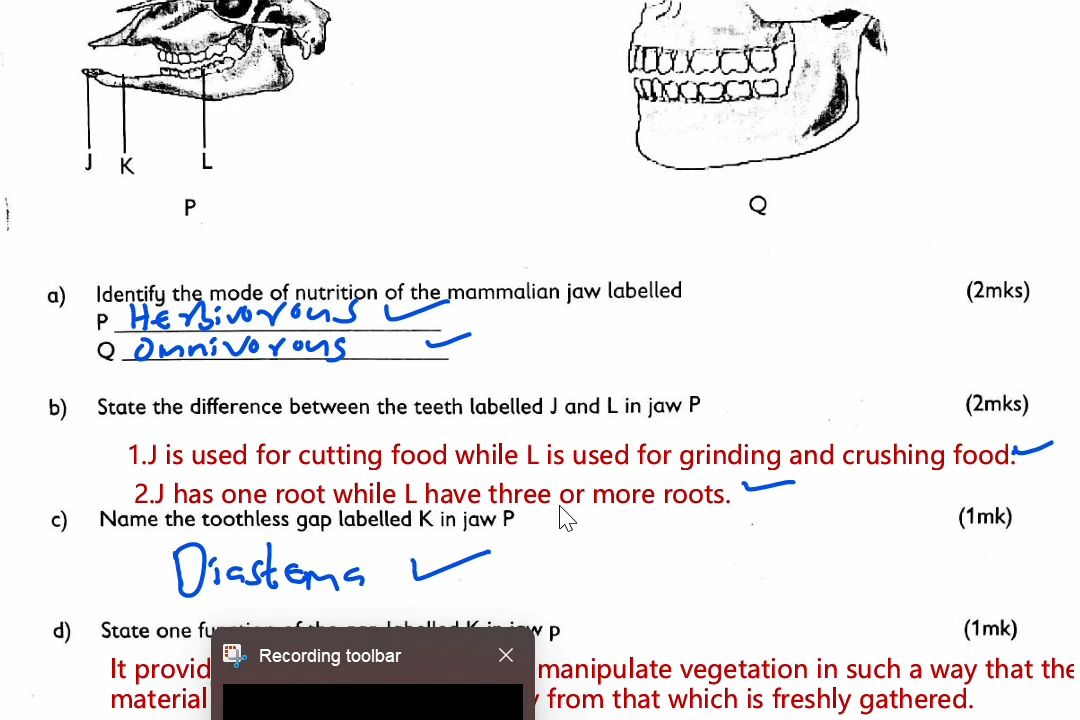 J K L
P Q
a) Identify the mode of nutrition of the mammalian jaw labelled (2mks)
P Herbivorous
Q Omnivorous
b) State the difference between the teeth labelled J and L in jaw P (2mks)
1.J is used for cutting food while L is used for grinding and crushing food.
2.J has one root while L have three or more roots.
c) Name the toothless gap labelled K in jaw P (1mk)
Diastema
d) State one P (1mk)
Recording toolbar
It manipulate vegetation in such a way that the
material from that which is freshly gathered.